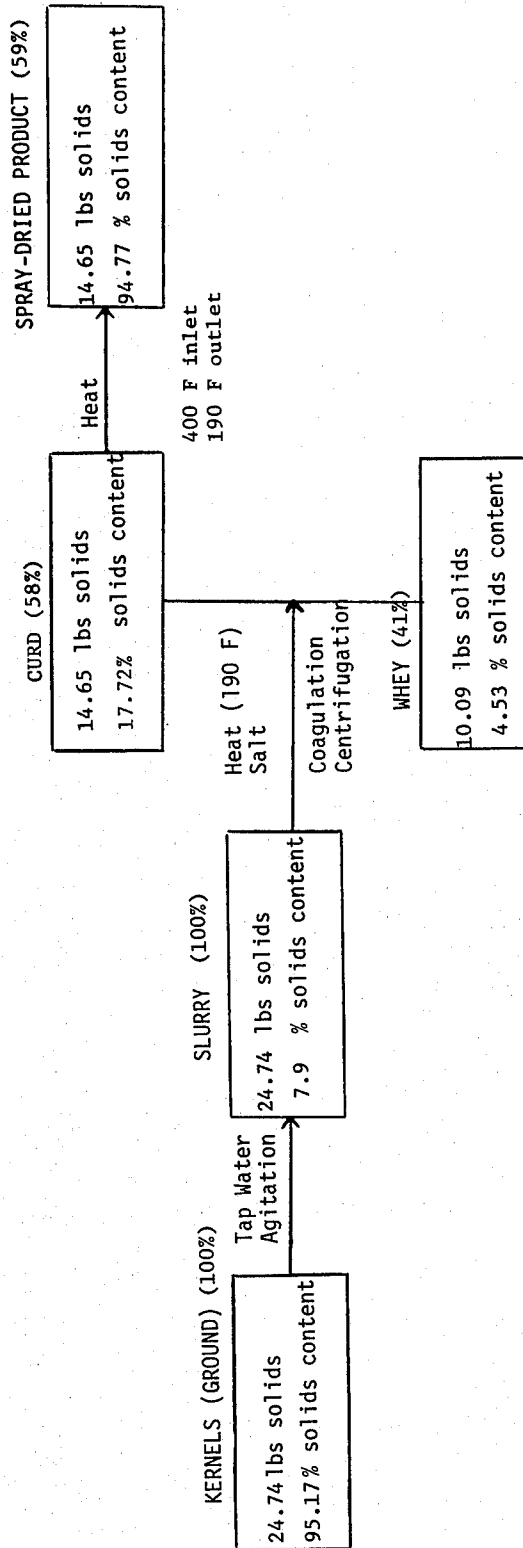 KERNELS (GROUND) (100%)
24.74 lbs solids
95.17% solids content
Tap Water
Agitation
SLURRY (100%)
24.74 lbs solids
7.9 % solids content
Heat (190 F)
Salt
Coagulation
Centrifugation
CURD (58%)
14.65 lbs solids
17.72% solids content
WHEY (41%)
10.09 lbs solids
4.53 % solids content
Heat
400 F inlet
190 F outlet
SPRAY-DRIED PRODUCT (59%)
14.65 lbs solids
94.77 % solids content